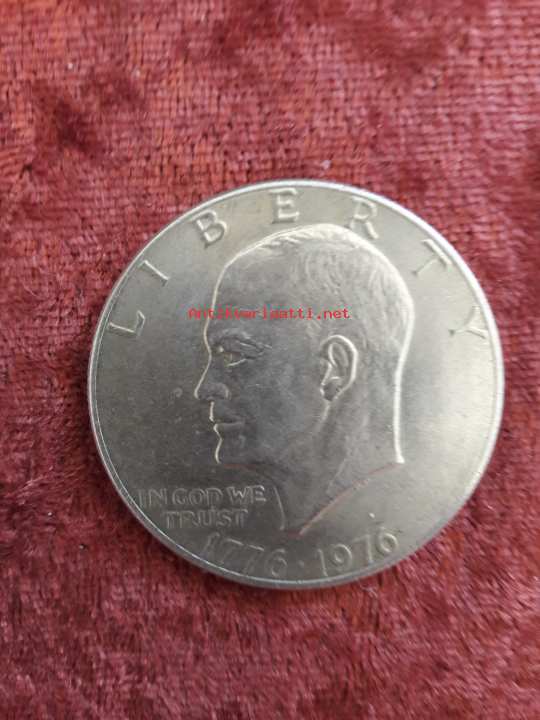 LIBERTY
Antikvariaatti.net
IN GOD WE
TRUST
1776·1976